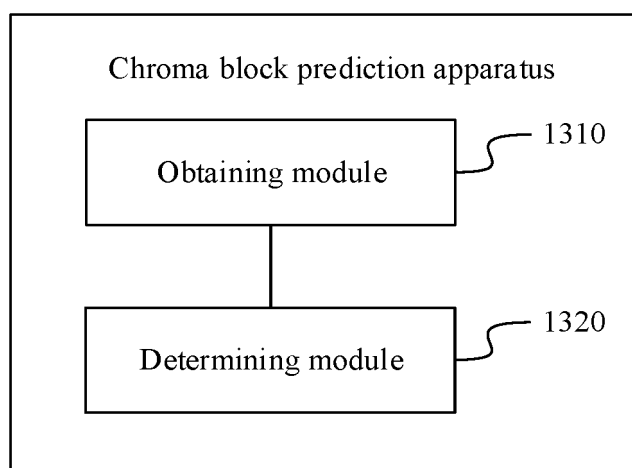 Chroma block prediction apparatus
1310
Obtaining module
1320
Determining module